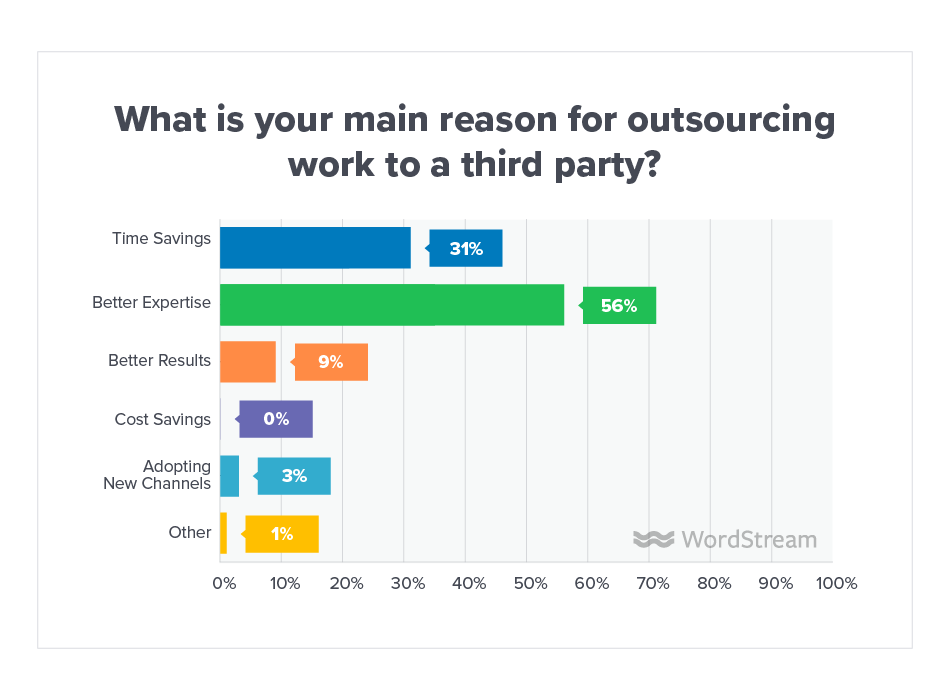 What is your main reason for outsourcing
work to a third party?
Time Savings
31%
Better Expertise
56%
Better Results
9%
Cost Savings
0%
Adopting
New Channels
3%
Other
1%
WordStream
0% 10% 20% 30% 40% 50% 60% 70% 80% 90% 100%